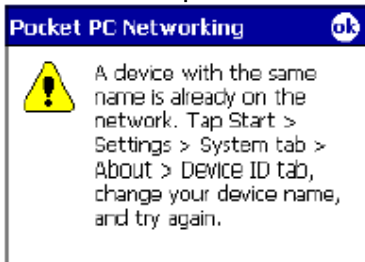 Pocket PC Networking ok
A device with the same
name is already on the
network. Tap Start >
Settings > System tab >
About > Device ID tab,
change your device name,
and try again.